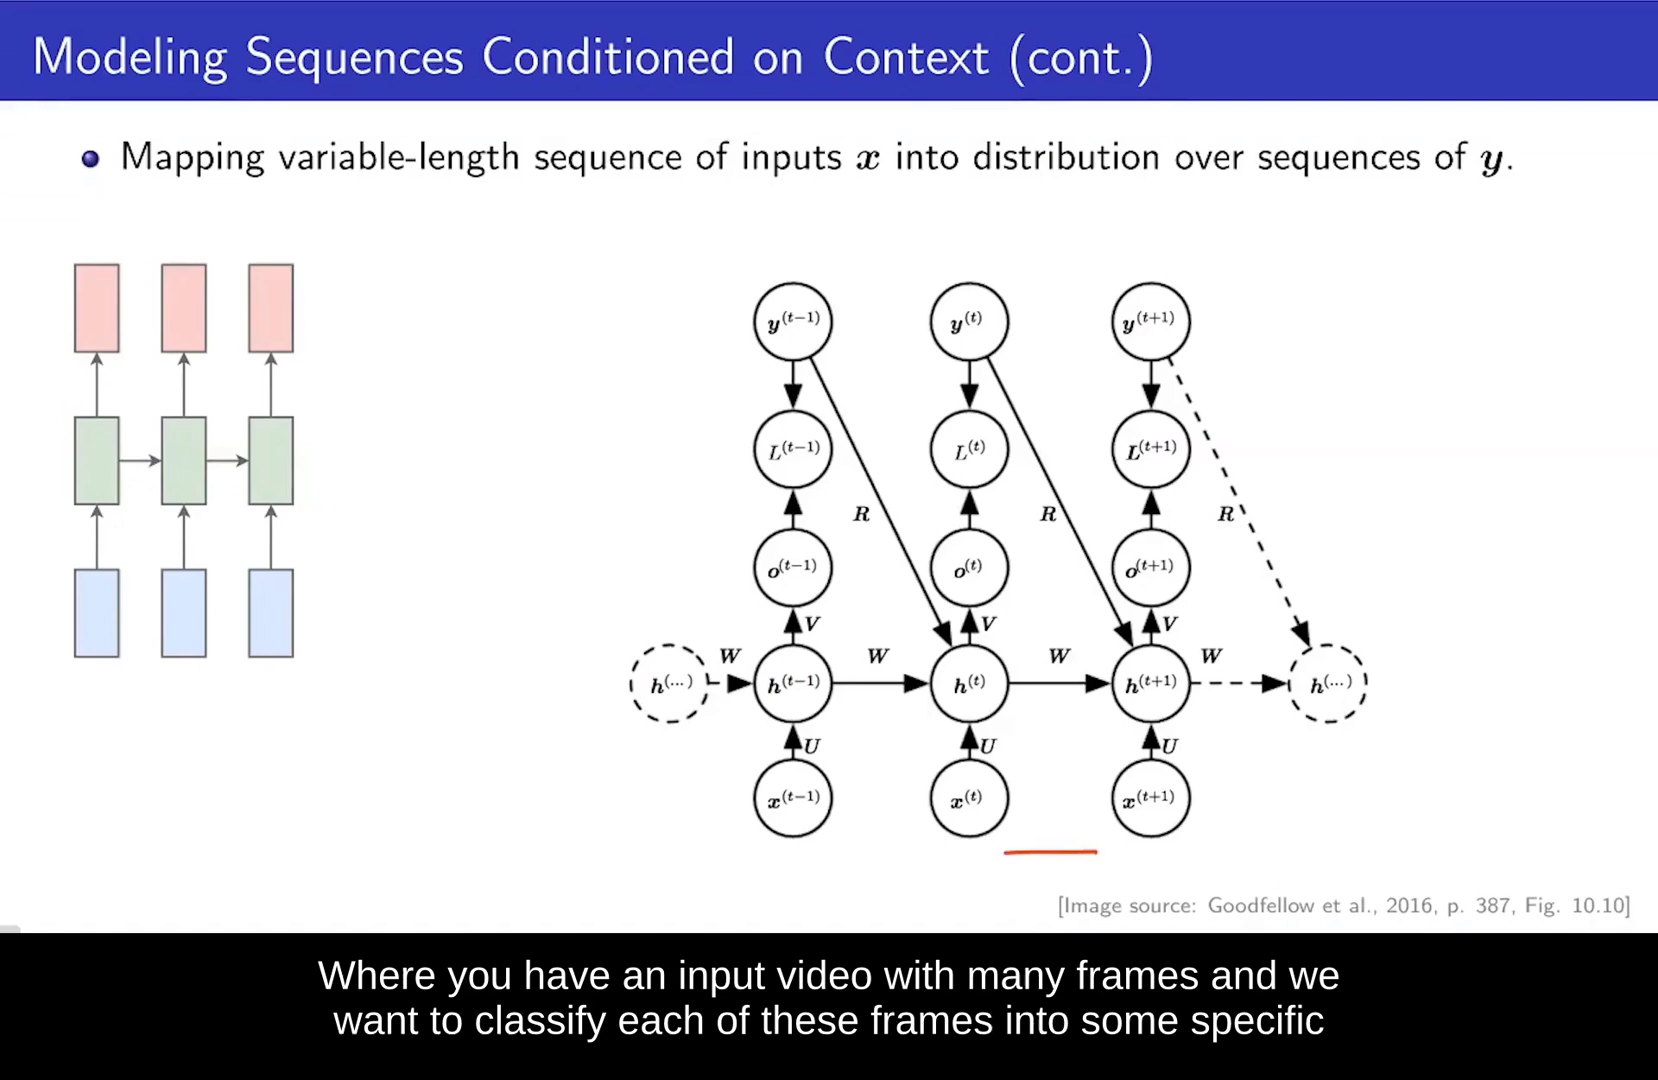 Modeling Sequences Conditioned on Context (cont.)
Mapping variable-length sequence of inputs x into distribution over sequences of y.
y(t−1) y(t) y(t+1)
L(t−1) L(t) L(t+1)
R R R
o(t−1) o(t) o(t+1)
V V V
W W W W
h(...) h(t−1) h(t) h(t+1) h(...)
U U U
x(t−1) x(t) x(t+1)
[Image source: Goodfellow et al., 2016, p. 387, Fig. 10.10]
Where you have an input video with many frames and we
want to classify each of these frames into some specific